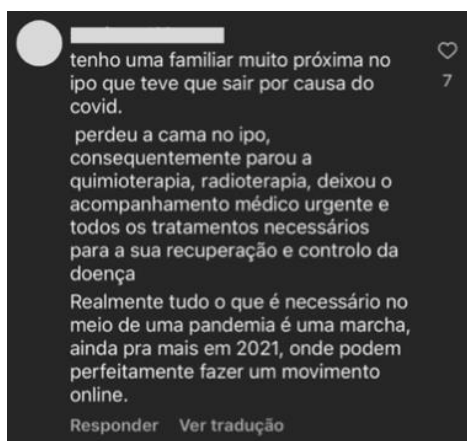 tenho uma familiar muito próxima no
ipo que teve que sair por causa do
covid.
7
perdeu a cama no ipo,
consequentemente parou a
quimioterapia, radioterapia, deixou o
acompanhamento médico urgente e
todos os tratamentos necessários
para a sua recuperação e controlo da
doença
Realmente tudo o que é necessário no
meio de uma pandemia é uma marcha,
ainda pra mais em 2021, onde podem
perfeitamente fazer um movimento
online.
Responder Ver tradução